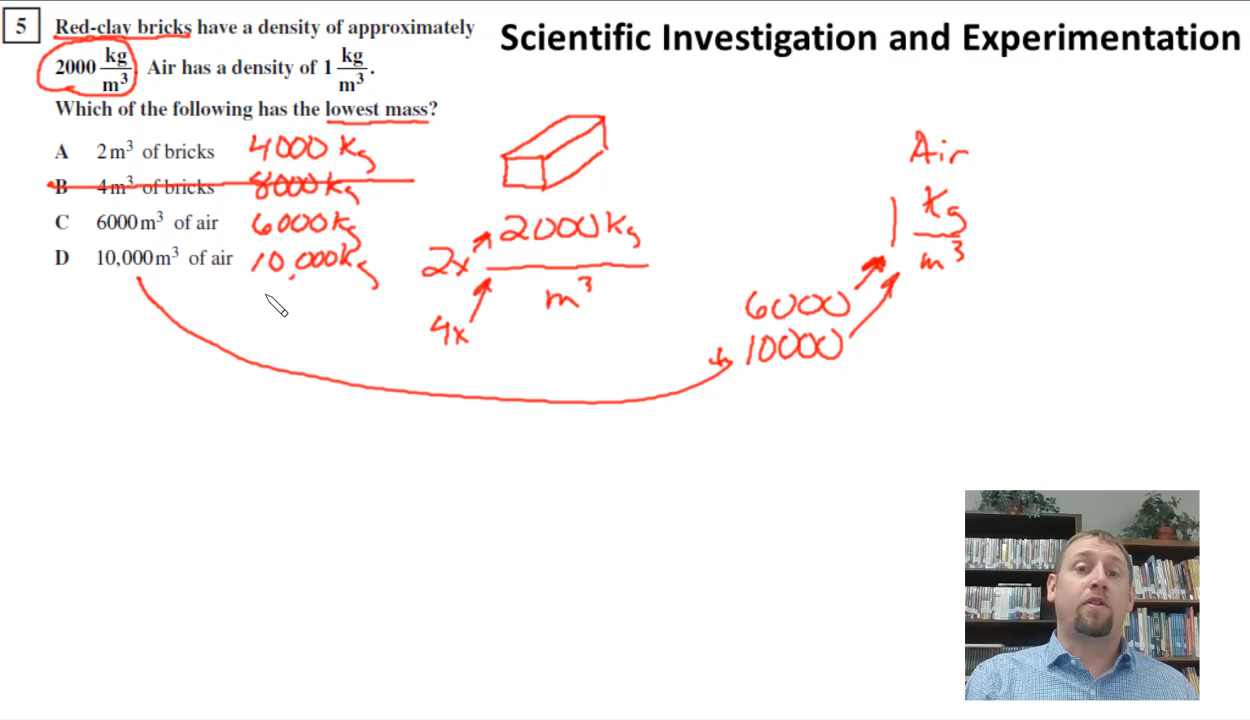 5 Red-clay bricks have a density of approximately
2000 kg/m³. Air has a density of 1 kg/m³.
Which of the following has the lowest mass?
A 2 m³ of bricks 4000 kg
B 4 m³ of bricks 8000 kg
C 6000 m³ of air 6000 kg
D 10,000 m³ of air 10,000 kg
Scientific Investigation and Experimentation
2x 2000 kg
m³
4x
Air
1 kg/m³
6000
10000